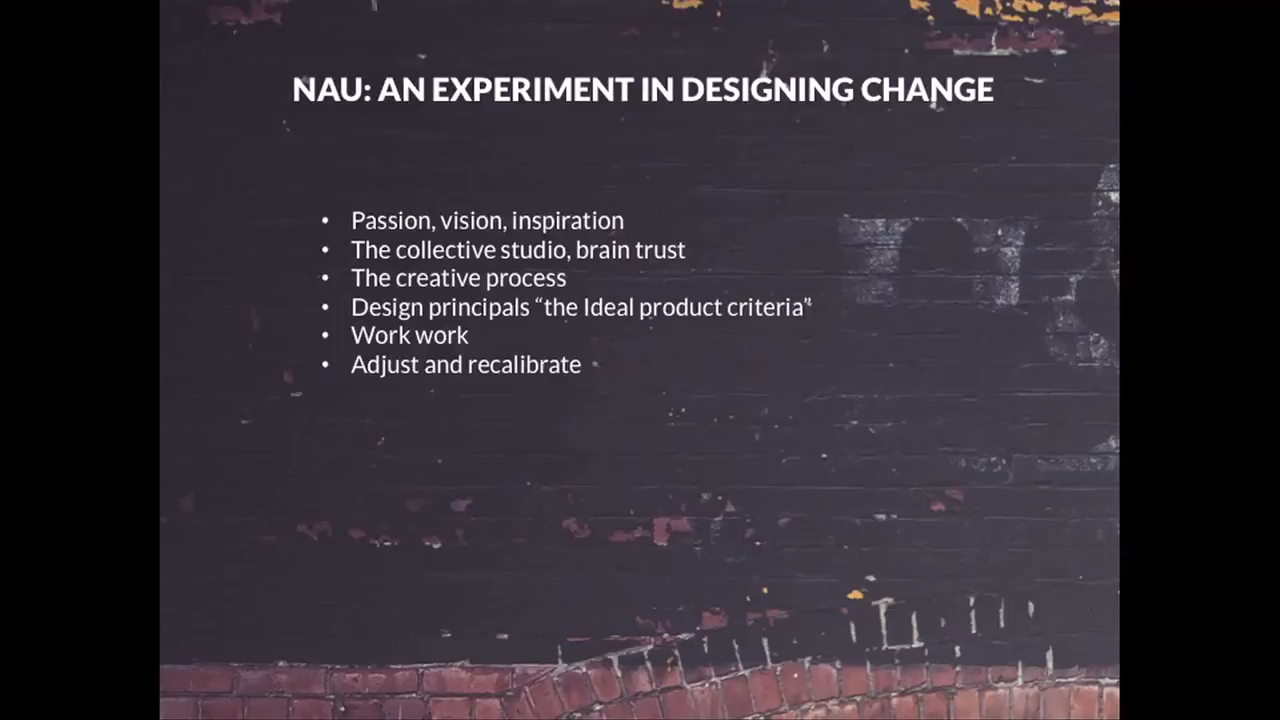 NAU: AN EXPERIMENT IN DESIGNING CHANGE
• Passion, vision, inspiration
• The collective studio, brain trust
• The creative process
• Design principals “the Ideal product criteria”
• Work work
• Adjust and recalibrate